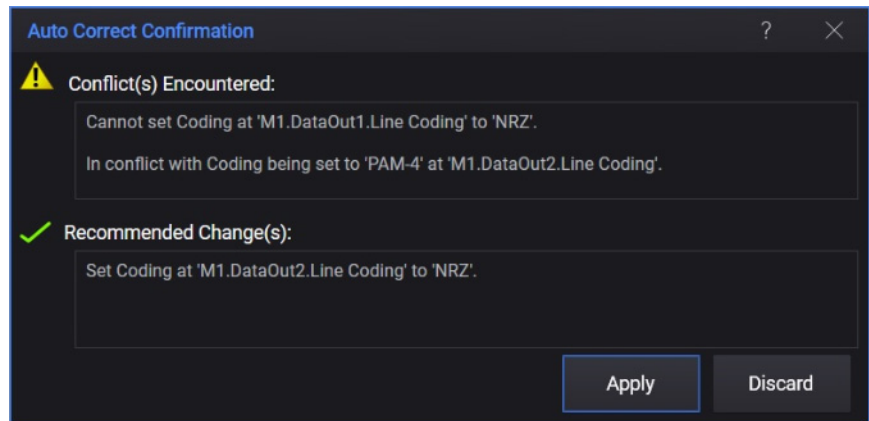 Auto Correct Confirmation
?
Conflict(s) Encountered:
Cannot set Coding at 'M1.DataOut1.Line Coding' to 'NRZ'.
In conflict with Coding being set to 'PAM-4' at 'M1.DataOut2.Line Coding'.
Recommended Change(s):
Set Coding at 'M1.DataOut2.Line Coding' to 'NRZ'.
Apply
Discard